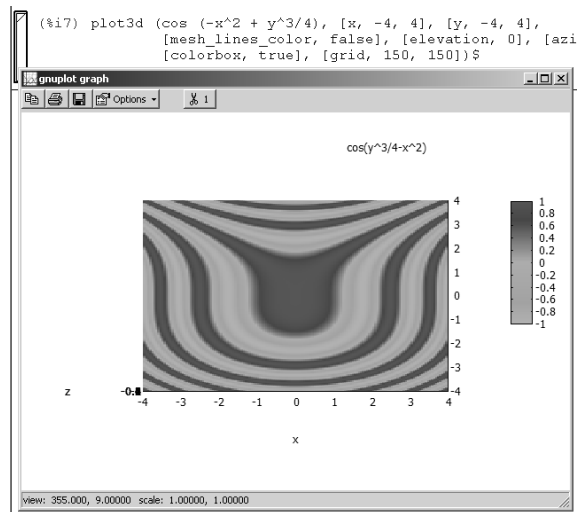 (%i7) plot3d (cos (-x^2 + y^3/4), [x, -4, 4], [y, -4, 4],
[mesh_lines_color, false], [elevation, 0], [azi
[colorbox, true], [grid, 150, 150])$
gnuplot graph
Options 1
cos(y^3/4-x^2)
4
3
2
1
0
-1
-2
-3
-4
1
0.8
0.6
0.4
0.2
0
-0.2
-0.4
-0.6
-0.8
-1
z
-4 -3 -2 -1 0 1 2 3 4
x
view: 355.000, 9.00000 scale: 1.00000, 1.00000